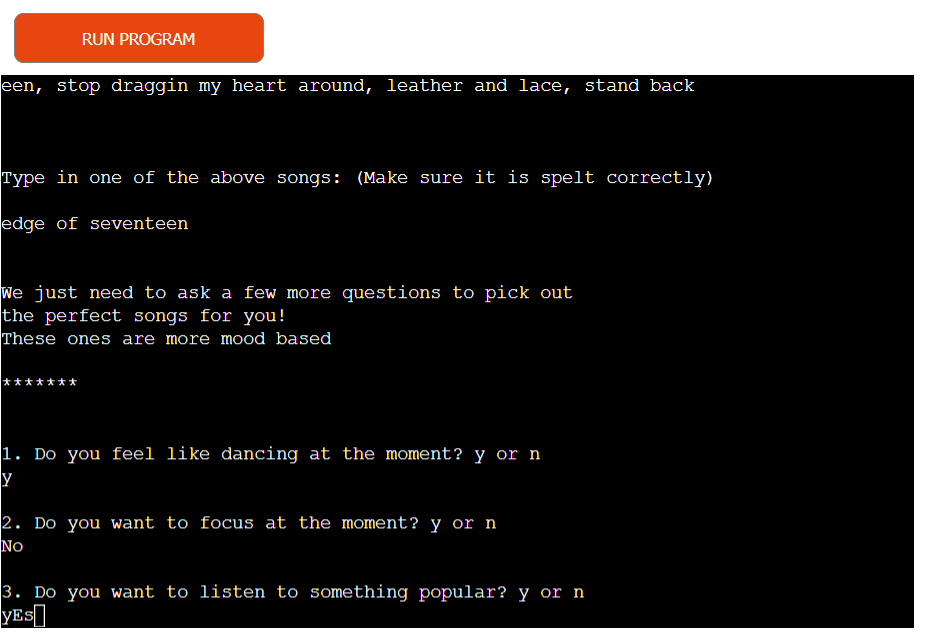 RUN PROGRAM
een, stop draggin my heart around, leather and lace, stand back
Type in one of the above songs: (Make sure it is spelt correctly)
edge of seventeen
We just need to ask a few more questions to pick out
the perfect songs for you!
These ones are more mood based
*******
1. Do you feel like dancing at the moment? y or n
y
2. Do you want to focus at the moment? y or n
No
3. Do you want to listen to something popular? y or n
yEs